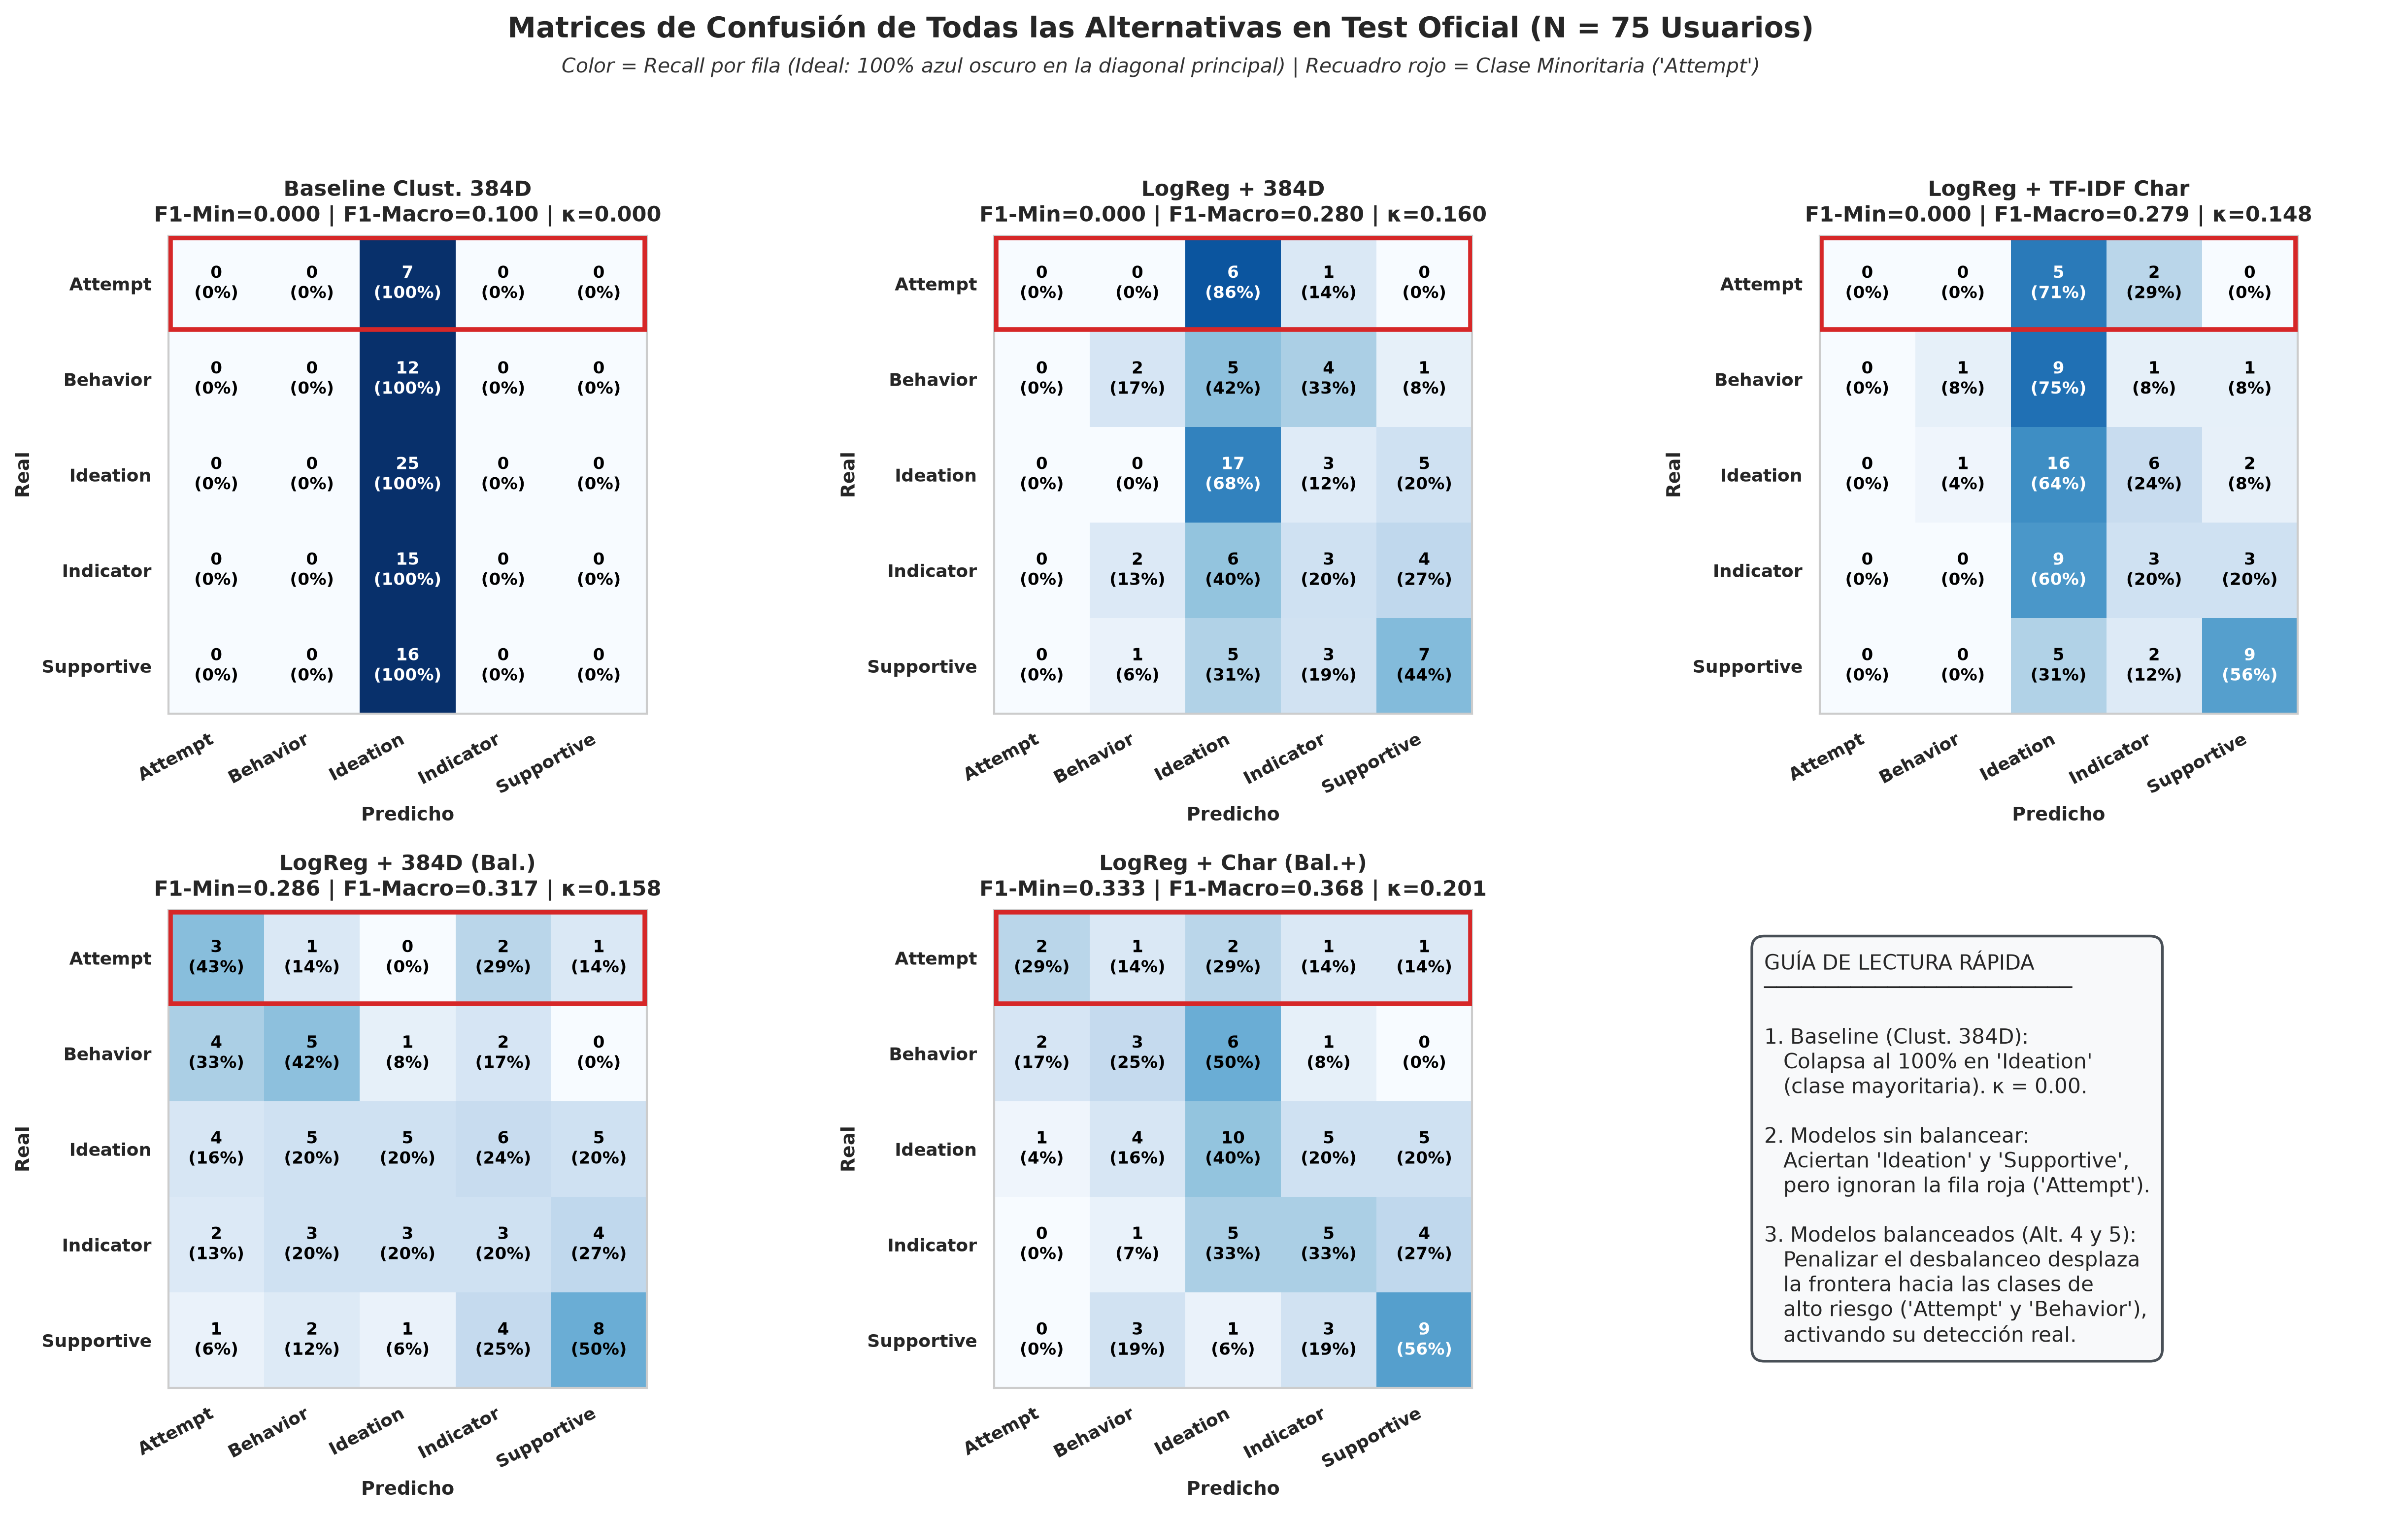 Matrices de Confusión de Todas las Alternativas en Test Oficial (N = 75 Usuarios)
Color = Recall por fila (Ideal: 100% azul oscuro en la diagonal principal) | Recuadro rojo = Clase Minoritaria ('Attempt')
Baseline Clust. 384D
F1-Min=0.000 | F1-Macro=0.100 | κ=0.000
Real
Attempt
0 0 7 0 0
(0%) (0%) (100%) (0%) (0%)
Behavior
0 0 12 0 0
(0%) (0%) (100%) (0%) (0%)
Ideation
0 0 25 0 0
(0%) (0%) (100%) (0%) (0%)
Indicator
0 0 15 0 0
(0%) (0%) (100%) (0%) (0%)
Supportive
0 0 16 0 0
(0%) (0%) (100%) (0%) (0%)
Attempt Behavior Ideation Indicator Supportive
Predicho
LogReg + 384D
F1-Min=0.000 | F1-Macro=0.280 | κ=0.160
Real
Attempt
0 0 6 1 0
(0%) (0%) (86%) (14%) (0%)
Behavior
0 2 5 4 1
(0%) (17%) (42%) (33%) (8%)
Ideation
0 0 17 3 5
(0%) (0%) (68%) (12%) (20%)
Indicator
0 2 6 3 4
(0%) (13%) (40%) (20%) (27%)
Supportive
0 1 5 3 7
(0%) (6%) (31%) (19%) (44%)
Attempt Behavior Ideation Indicator Supportive
Predicho
LogReg + TF-IDF Char
F1-Min=0.000 | F1-Macro=0.279 | κ=0.148
Real
Attempt
0 0 5 2 0
(0%) (0%) (71%) (29%) (0%)
Behavior
0 1 9 1 1
(0%) (8%) (75%) (8%) (8%)
Ideation
0 1 16 6 2
(0%) (4%) (64%) (24%) (8%)
Indicator
0 0 9 3 3
(0%) (0%) (60%) (20%) (20%)
Supportive
0 0 5 2 9
(0%) (0%) (31%) (12%) (56%)
Attempt Behavior Ideation Indicator Supportive
Predicho
LogReg + 384D (Bal.)
F1-Min=0.286 | F1-Macro=0.317 | κ=0.158
Real
Attempt
3 1 0 2 1
(43%) (14%) (0%) (29%) (14%)
Behavior
4 5 1 2 0
(33%) (42%) (8%) (17%) (0%)
Ideation
4 5 5 6 5
(16%) (20%) (20%) (24%) (20%)
Indicator
2 3 3 3 4
(13%) (20%) (20%) (20%) (27%)
Supportive
1 2 1 4 8
(6%) (12%) (6%) (25%) (50%)
Attempt Behavior Ideation Indicator Supportive
Predicho
LogReg + Char (Bal.+)
F1-Min=0.333 | F1-Macro=0.368 | κ=0.201
Real
Attempt
2 1 2 1 1
(29%) (14%) (29%) (14%) (14%)
Behavior
2 3 6 1 0
(17%) (25%) (50%) (8%) (0%)
Ideation
1 4 10 5 5
(4%) (16%) (40%) (20%) (20%)
Indicator
0 1 5 5 4
(0%) (7%) (33%) (33%) (27%)
Supportive
0 3 1 3 9
(0%) (19%) (6%) (19%) (56%)
Attempt Behavior Ideation Indicator Supportive
Predicho
GUÍA DE LECTURA RÁPIDA
1. Baseline (Clust. 384D):
Colapsa al 100% en 'Ideation'
(clase mayoritaria). κ = 0.00.
2. Modelos sin balancear:
Aciertan 'Ideation' y 'Supportive',
pero ignoran la fila roja ('Attempt').
3. Modelos balanceados (Alt. 4 y 5):
Penalizar el desbalanceo desplaza
la frontera hacia las clases de
alto riesgo ('Attempt' y 'Behavior'),
activando su detección real.